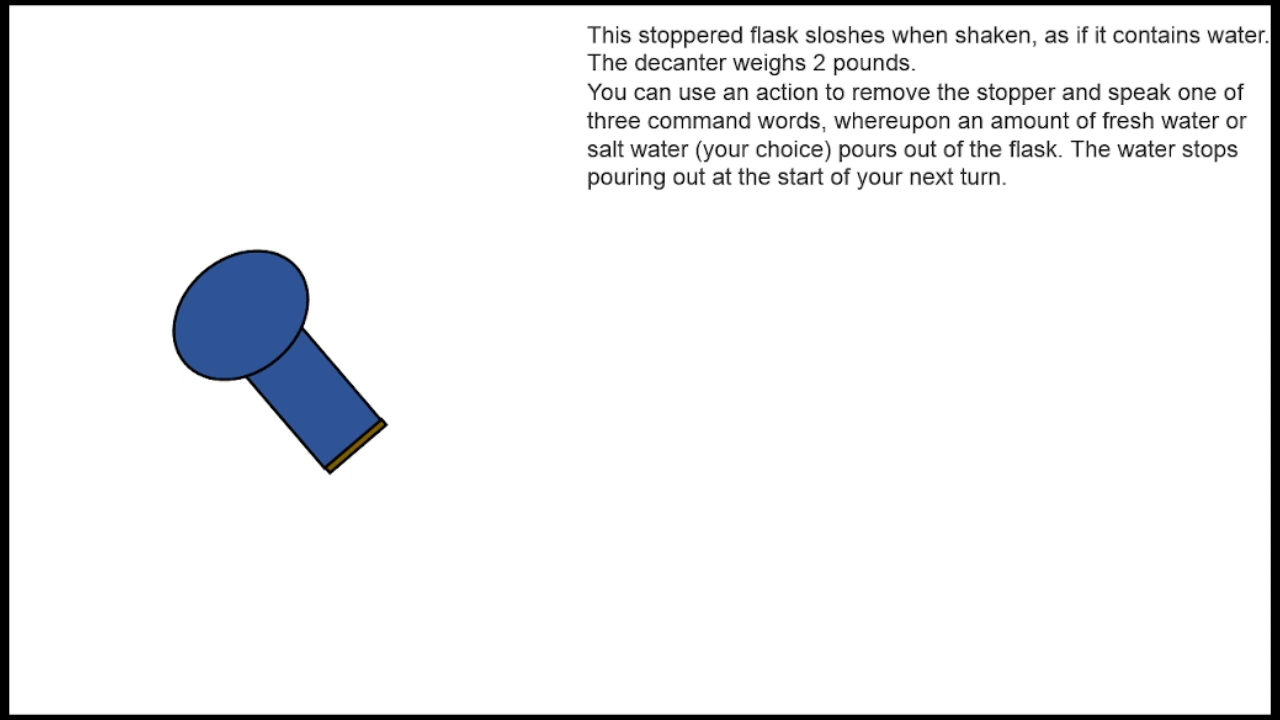 This stoppered flask sloshes when shaken, as if it contains water.
The decanter weighs 2 pounds.
You can use an action to remove the stopper and speak one of
three command words, whereupon an amount of fresh water or
salt water (your choice) pours out of the flask. The water stops
pouring out at the start of your next turn.